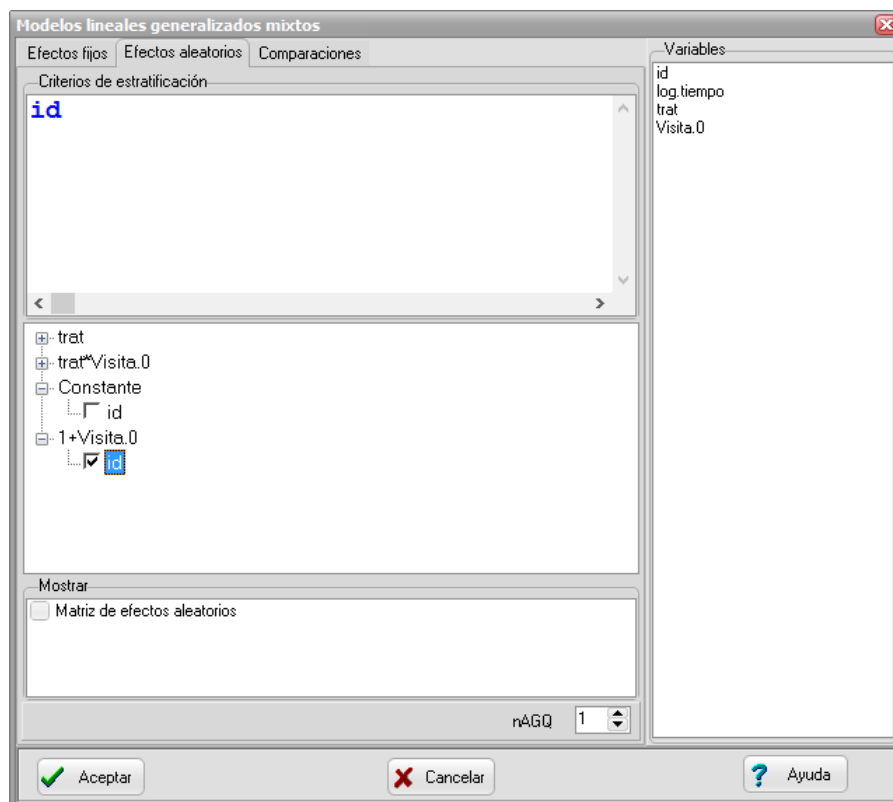 Modelos lineales generalizados mixtos
Efectos fijos Efectos aleatorios Comparaciones
Criterios de estratificación
id
trat
trat*Visita.0
Constante
id
1+Visita.0
id
Mostrar
Matriz de efectos aleatorios
nAGQ 1
Variables
id
log.tiempo
trat
Visita.0
Aceptar Cancelar Ayuda